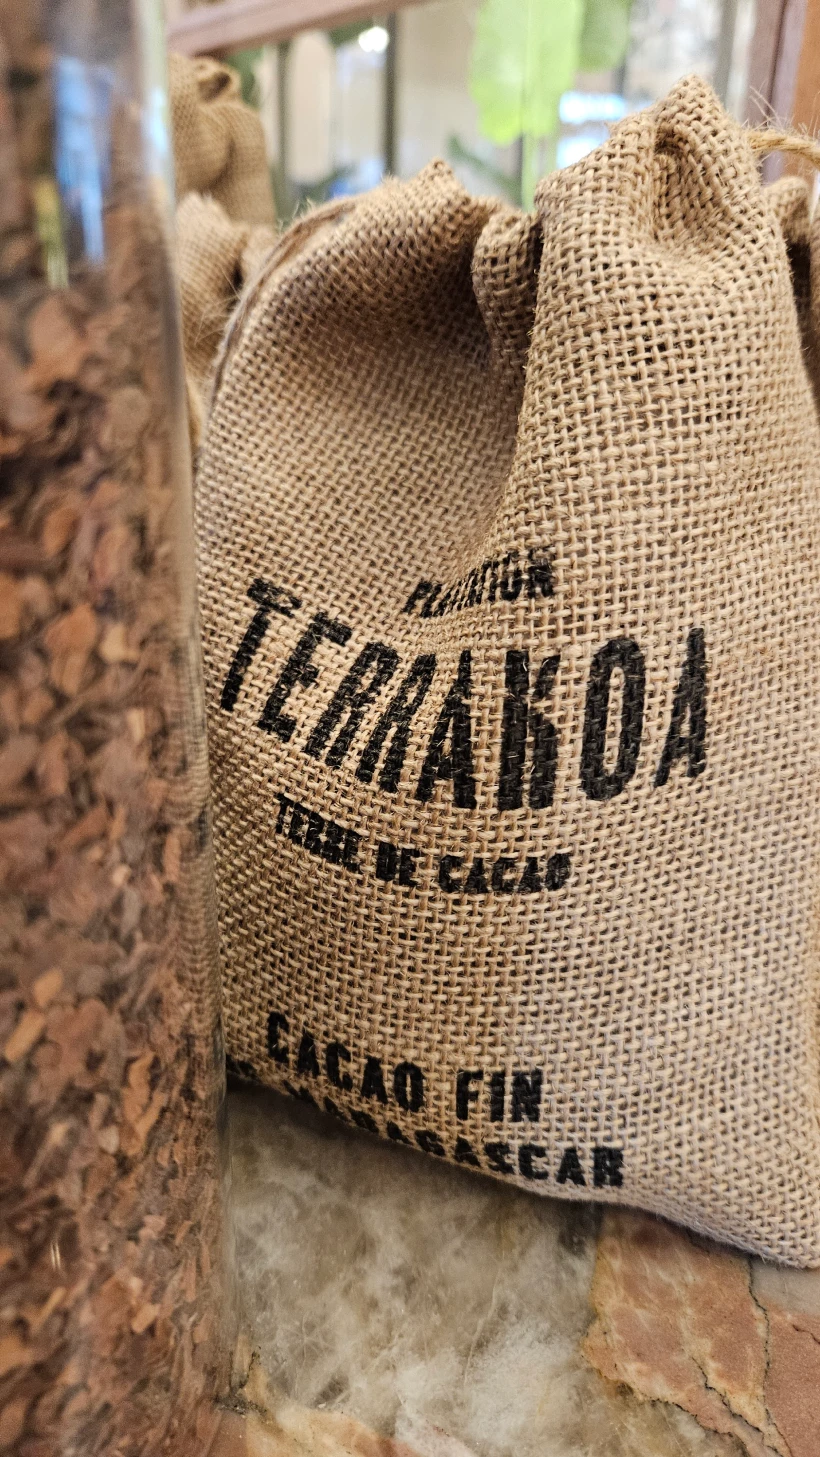 PLANTATION
TERRAKOA
TERRE DE CACAO
CACAO FIN
MADAGASCAR